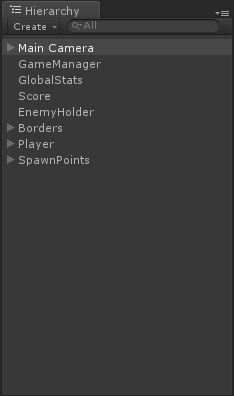 Hierarchy
Create All
Main Camera
GameManager
GlobalStats
Score
EnemyHolder
Borders
Player
SpawnPoints